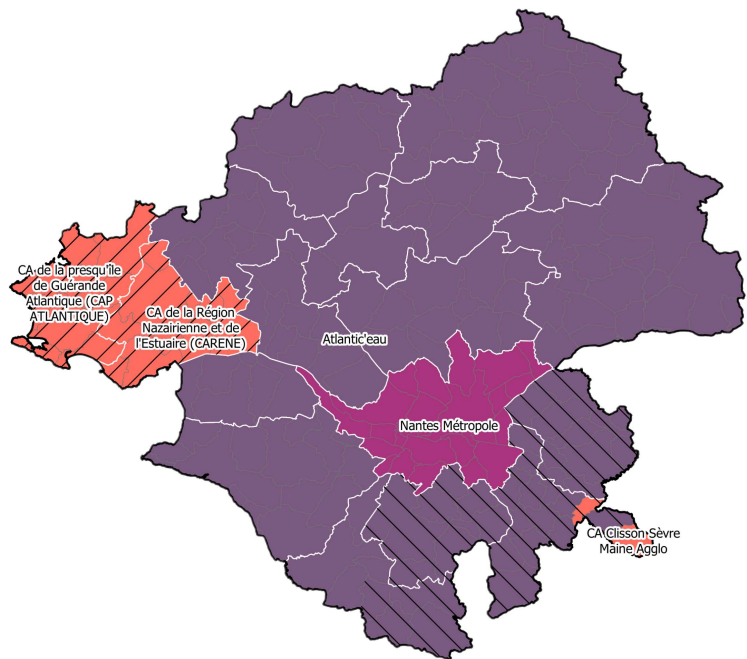 CA de la presqu'île
de Guérande
Atlantique (CAP
ATLANTIQUE)
CA de la Région
Nazairienne et de
l'Estuaire (CARENE)
Atlantic'eau
Nantes Métropole
CA Clisson Sèvre
Maine Agglo